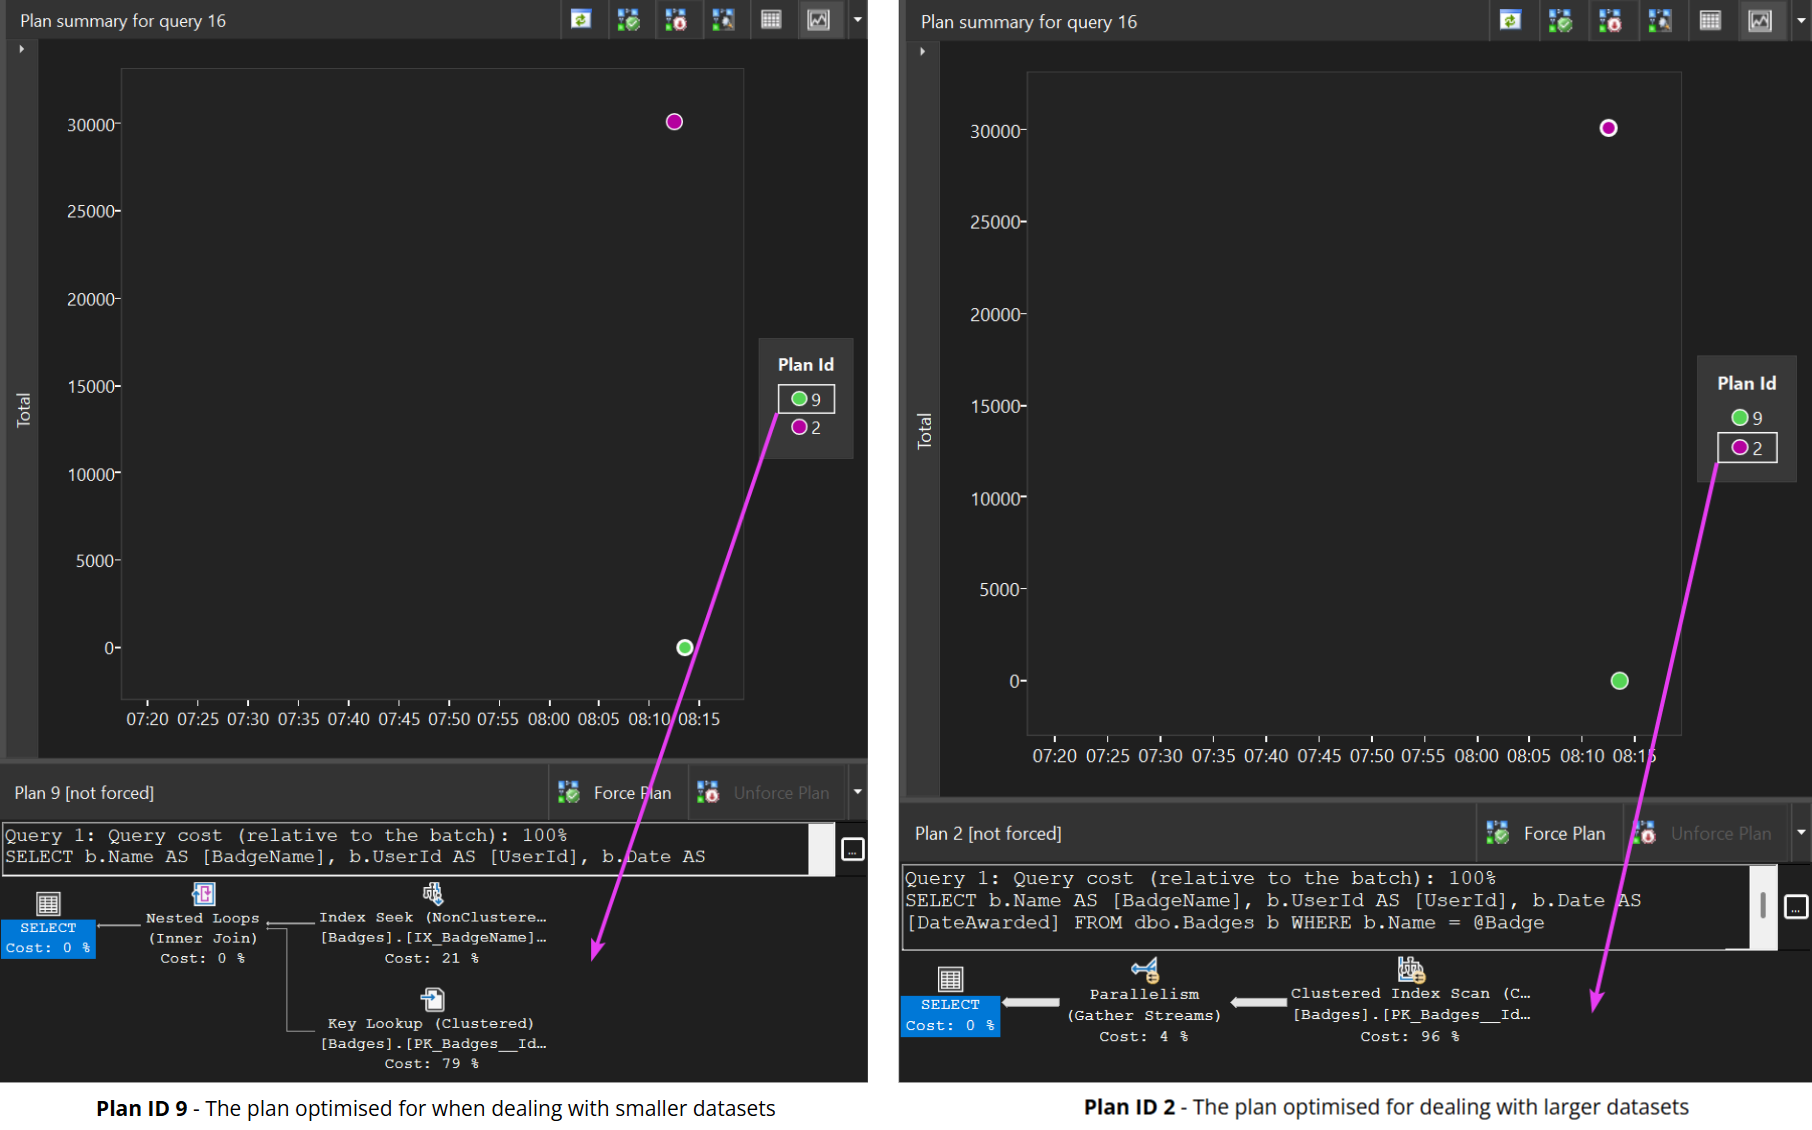 Plan summary for query 16
30000
25000
20000
15000
10000
5000
0
Total
07:20 07:25 07:30 07:35 07:40 07:45 07:50 07:55 08:00 08:05 08:10 08:15
Plan Id
9
2
Plan 9 [not forced]
Force Plan
Unforce Plan
Query 1: Query cost (relative to the batch): 100%
SELECT b.Name AS [BadgeName], b.UserId AS [UserId], b.Date AS
...
SELECT
Cost: 0 %
Nested Loops
(Inner Join)
Cost: 0 %
Index Seek (NonClustere...
[Badges].[IX_BadgeName]...
Cost: 21 %
Key Lookup (Clustered)
[Badges].[PK_Badges__Id...
Cost: 79 %
Plan ID 9 - The plan optimised for when dealing with smaller datasets
Plan summary for query 16
30000
25000
20000
15000
10000
5000
0
Total
07:20 07:25 07:30 07:35 07:40 07:45 07:50 07:55 08:00 08:05 08:10 08:15
Plan Id
9
2
Plan 2 [not forced]
Force Plan
Unforce Plan
Query 1: Query cost (relative to the batch): 100%
SELECT b.Name AS [BadgeName], b.UserId AS [UserId], b.Date AS
[DateAwarded] FROM dbo.Badges b WHERE b.Name = @Badge
...
SELECT
Cost: 0 %
Parallelism
(Gather Streams)
Cost: 4 %
Clustered Index Scan (C...
[Badges].[PK_Badges__Id...
Cost: 96 %
Plan ID 2 - The plan optimised for dealing with larger datasets